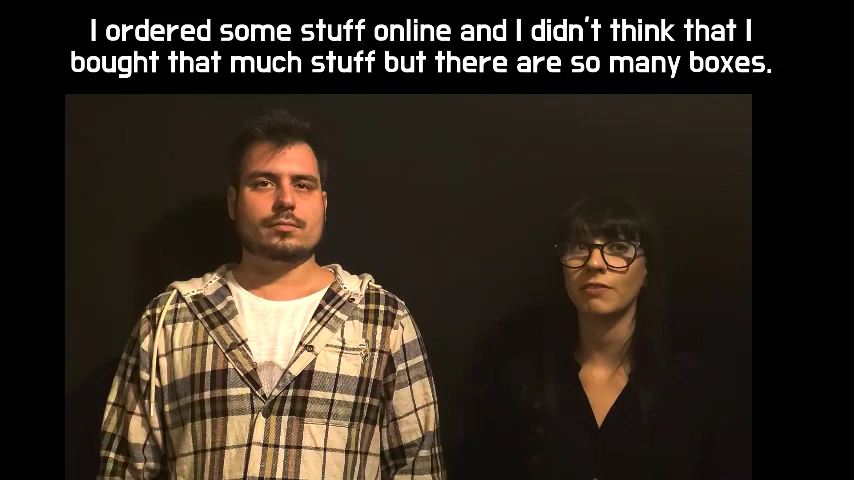 I ordered some stuff online and I didn't think that I
bought that much stuff but there are so many boxes.